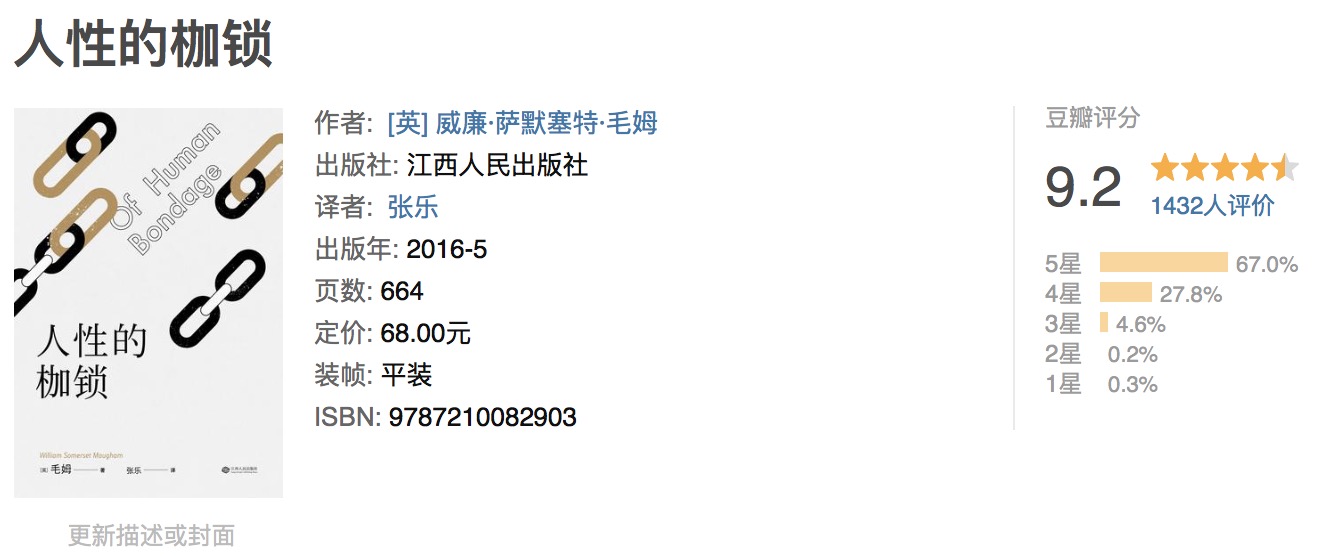 人性的枷锁
Of Human
Bondage
人性的
枷锁
William Somerset Maugham
[英] 毛姆 著 张乐 译
更新描述或封面
作者: [英] 威廉·萨默塞特·毛姆
出版社: 江西人民出版社
译者: 张乐
出版年: 2016-5
页数: 664
定价: 68.00元
装帧: 平装
ISBN: 9787210082903
豆瓣评分
9.2
1432人评价
5星 67.0%
4星 27.8%
3星 4.6%
2星 0.2%
1星 0.3%